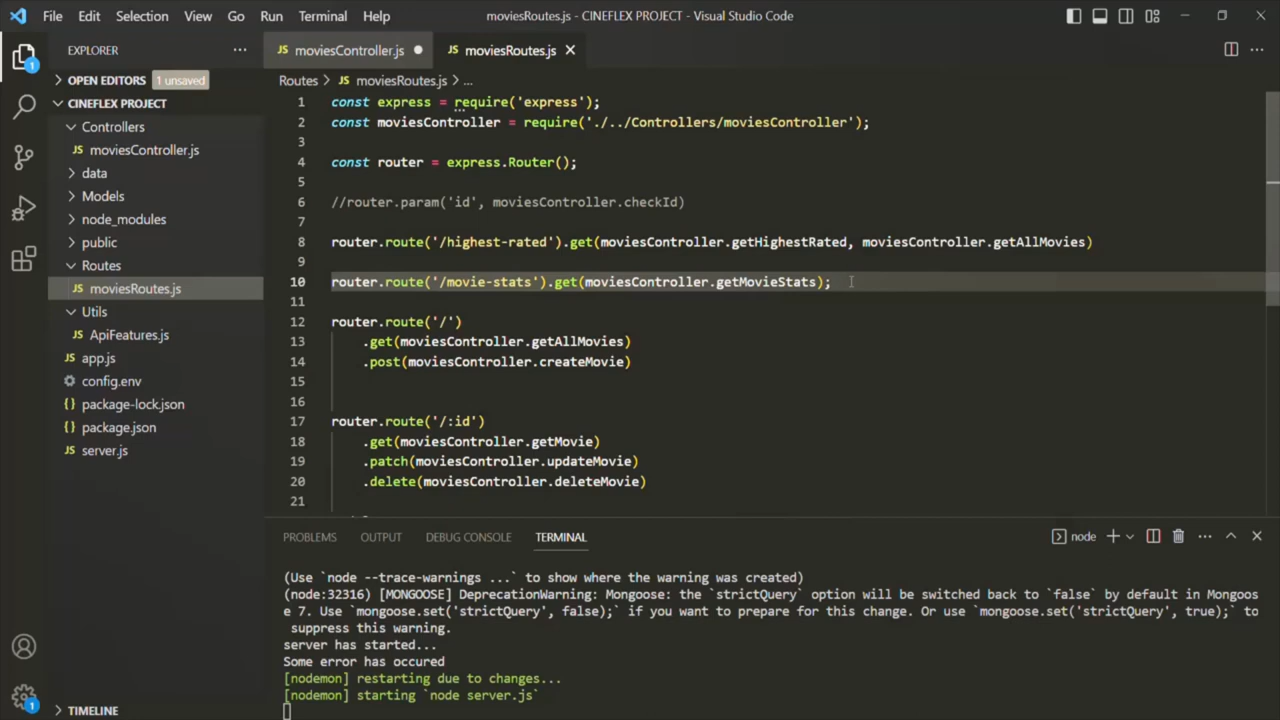 File Edit Selection View Go Run Terminal Help
moviesRoutes.js - CINEFLEX PROJECT - Visual Studio Code
EXPLORER ...
OPEN EDITORS 1 unsaved
CINEFLEX PROJECT
Controllers
JS moviesController.js
data
Models
node_modules
public
Routes
JS moviesRoutes.js
Utils
JS ApiFeatures.js
JS app.js
config.env
{} package-lock.json
{} package.json
JS server.js
TIMELINE
1
1
JS moviesController.js ●
JS moviesRoutes.js
Routes > JS moviesRoutes.js > ...
1 const express = require('express');
2 const moviesController = require('./../Controllers/moviesController');
3
4 const router = express.Router();
5
6 //router.param('id', moviesController.checkId)
7
8 router.route('/highest-rated').get(moviesController.getHighestRated, moviesController.getAllMovies)
9
10 router.route('/movie-stats').get(moviesController.getMovieStats);
11
12 router.route('/')
13 .get(moviesController.getAllMovies)
14 .post(moviesController.createMovie)
15
16
17 router.route('/:id')
18 .get(moviesController.getMovie)
19 .patch(moviesController.updateMovie)
20 .delete(moviesController.deleteMovie)
21
PROBLEMS OUTPUT DEBUG CONSOLE TERMINAL
node
(Use `node --trace-warnings ...` to show where the warning was created)
(node:32316) [MONGOOSE] DeprecationWarning: Mongoose: the `strictQuery` option will be switched back to `false` by default in Mongoos
e 7. Use `mongoose.set('strictQuery', false);` if you want to prepare for this change. Or use `mongoose.set('strictQuery', true);` to
suppress this warning.
server has started...
Some error has occured
[nodemon] restarting due to changes...
[nodemon] starting `node server.js`